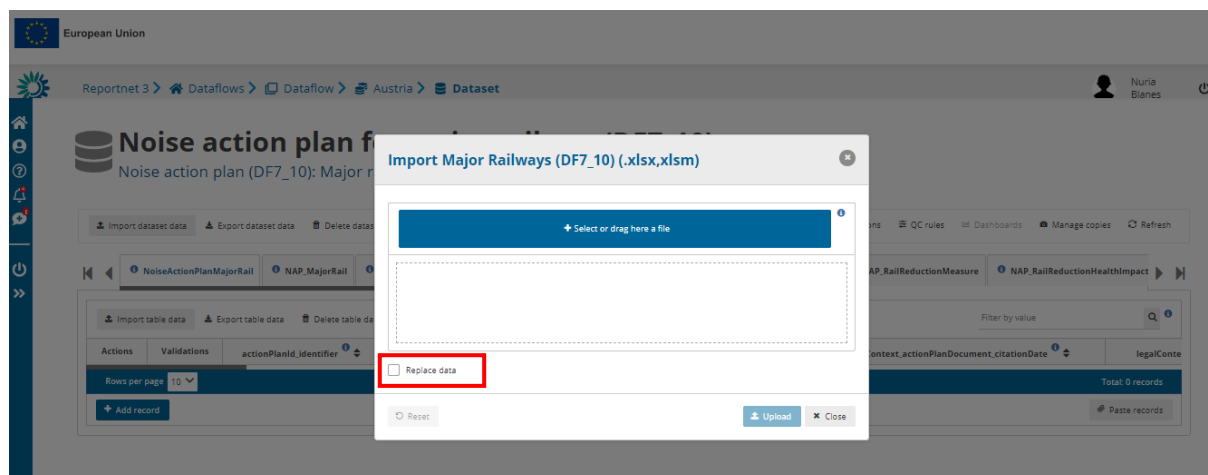 European Union
Reportnet 3 Dataflows Dataflow Austria Dataset
Nuria
Blanes
Noise action plan f
Noise action plan (DF7_10): Major r
Import Major Railways (DF7_10) (.xlsx,xlsm)
+ Select or drag here a file
Import dataset data Export dataset data Delete datas
ons QC rules Dashboards Manage copies Refresh
NoiseActionPlanMajorRail NAP_MajorRail
AP_RailReductionMeasure NAP_RailReductionHealthImpact
Import table data Export table data Delete table da
Filter by value
Actions Validations actionPlanId_identifier
Context_actionPlanDocument_citationDate legalConte
Replace data
Rows per page 10
Total: 0 records
+ Add record
Paste records
Reset
Upload Close